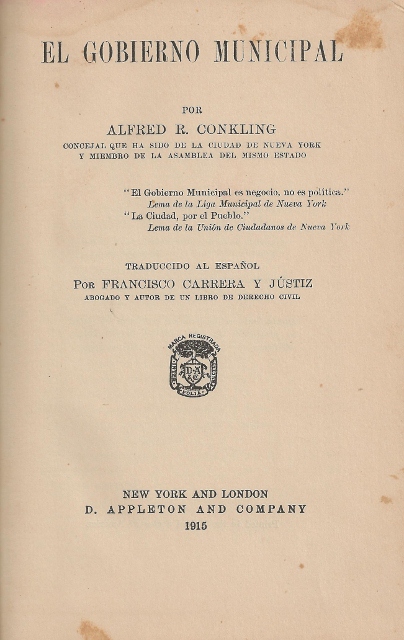 EL GOBIERNO MUNICIPAL
POR
ALFRED R. CONKLING
CONCEJAL QUE HA SIDO DE LA CIUDAD DE NUEVA YORK
Y MIEMBRO DE LA ASAMBLEA DEL MISMO ESTADO
"El Gobierno Municipal es negocio, no es política."
Lema de la Liga Municipal de Nueva York
"La Ciudad, por el Pueblo."
Lema de la Unión de Ciudadanos de Nueva York
TRADUCCIDO AL ESPAÑOL
POR FRANCISCO CARRERA Y JÚSTIZ
ABOGADO Y AUTOR DE UN LIBRO DE DERECHO CIVIL
MARCA REGISTRADA
NEW YORK AND LONDON
D. APPLETON AND COMPANY
1915